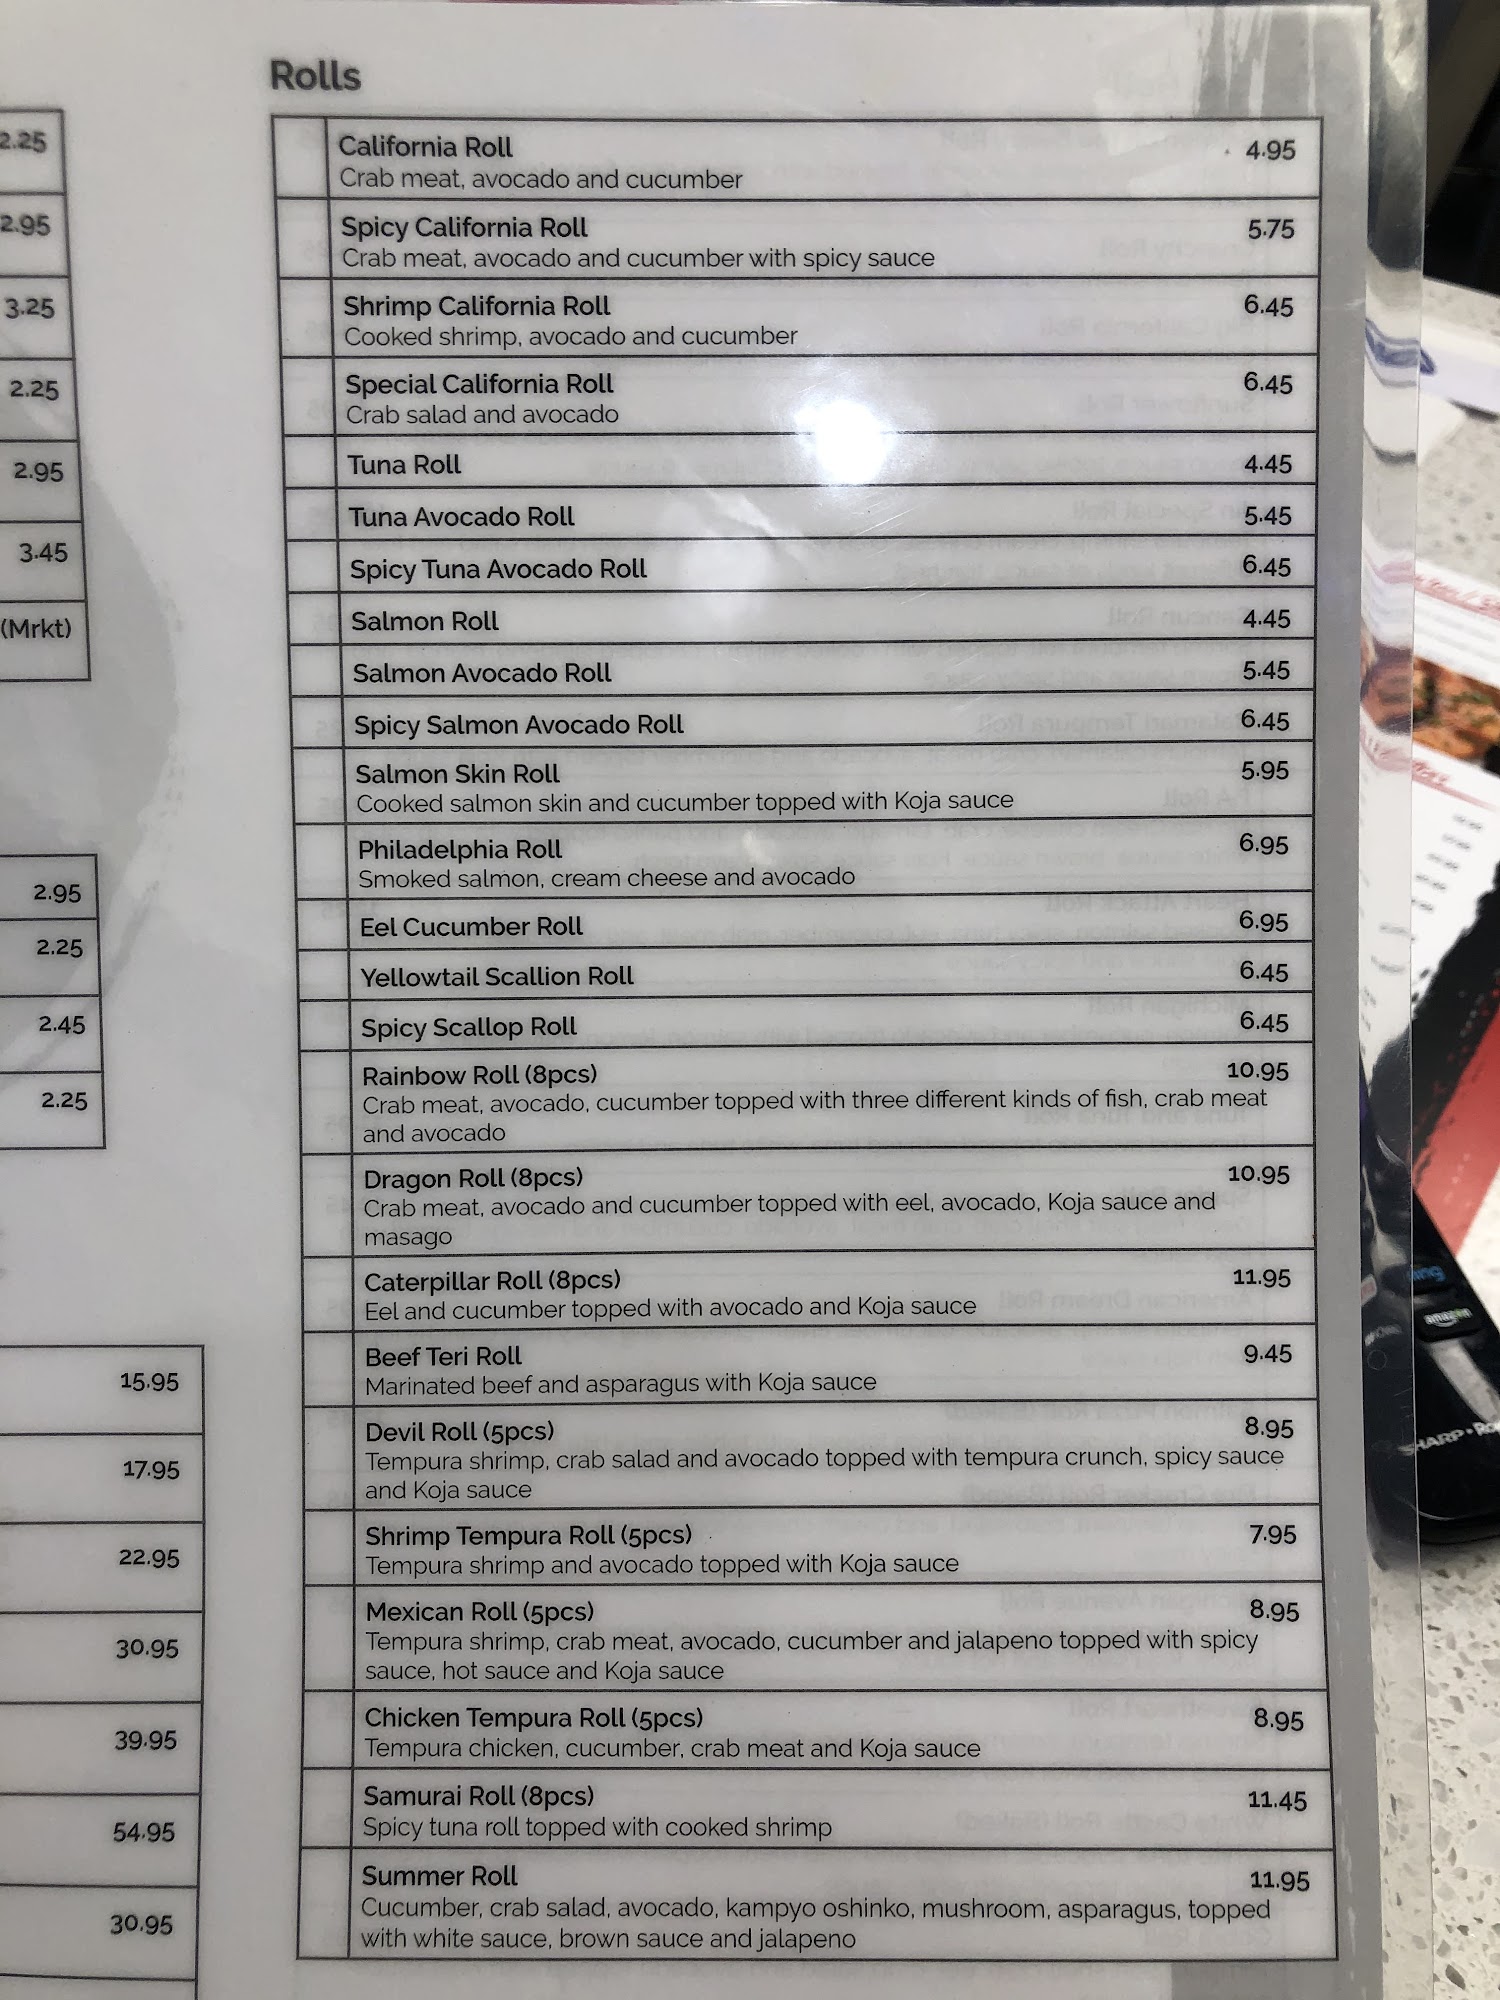 2.25
2.95
3.25
2.25
2.95
3.45
(Mrkt)
2.95
2.25
2.45
2.25
15.95
17.95
22.95
30.95
39.95
54.95
30.95
Rolls
California Roll 4.95
Crab meat, avocado and cucumber
Spicy California Roll 5.75
Crab meat, avocado and cucumber with spicy sauce
Shrimp California Roll 6.45
Cooked shrimp, avocado and cucumber
Special California Roll 6.45
Crab salad and avocado
Tuna Roll 4.45
Tuna Avocado Roll 5.45
Spicy Tuna Avocado Roll 6.45
Salmon Roll 4.45
Salmon Avocado Roll 5.45
Spicy Salmon Avocado Roll 6.45
Salmon Skin Roll 5.95
Cooked salmon skin and cucumber topped with Koja sauce
Philadelphia Roll 6.95
Smoked salmon, cream cheese and avocado
Eel Cucumber Roll 6.95
Yellowtail Scallion Roll 6.45
Spicy Scallop Roll 6.45
Rainbow Roll (8pcs) 10.95
Crab meat, avocado, cucumber topped with three different kinds of fish, crab meat
and avocado
Dragon Roll (8pcs) 10.95
Crab meat, avocado and cucumber topped with eel, avocado, Koja sauce and
masago
Caterpillar Roll (8pcs) 11.95
Eel and cucumber topped with avocado and Koja sauce
Beef Teri Roll 9.45
Marinated beef and asparagus with Koja sauce
Devil Roll (5pcs) 8.95
Tempura shrimp, crab salad and avocado topped with tempura crunch, spicy sauce
and Koja sauce
Shrimp Tempura Roll (5pcs) 7.95
Tempura shrimp and avocado topped with Koja sauce
Mexican Roll (5pcs) 8.95
Tempura shrimp, crab meat, avocado, cucumber and jalapeno topped with spicy
sauce, hot sauce and Koja sauce
Chicken Tempura Roll (5pcs) 8.95
Tempura chicken, cucumber, crab meat and Koja sauce
Samurai Roll (8pcs) 11.45
Spicy tuna roll topped with cooked shrimp
Summer Roll 11.95
Cucumber, crab salad, avocado, kampyo oshinko, mushroom, asparagus, topped
with white sauce, brown sauce and jalapeno
amazon
SHARP